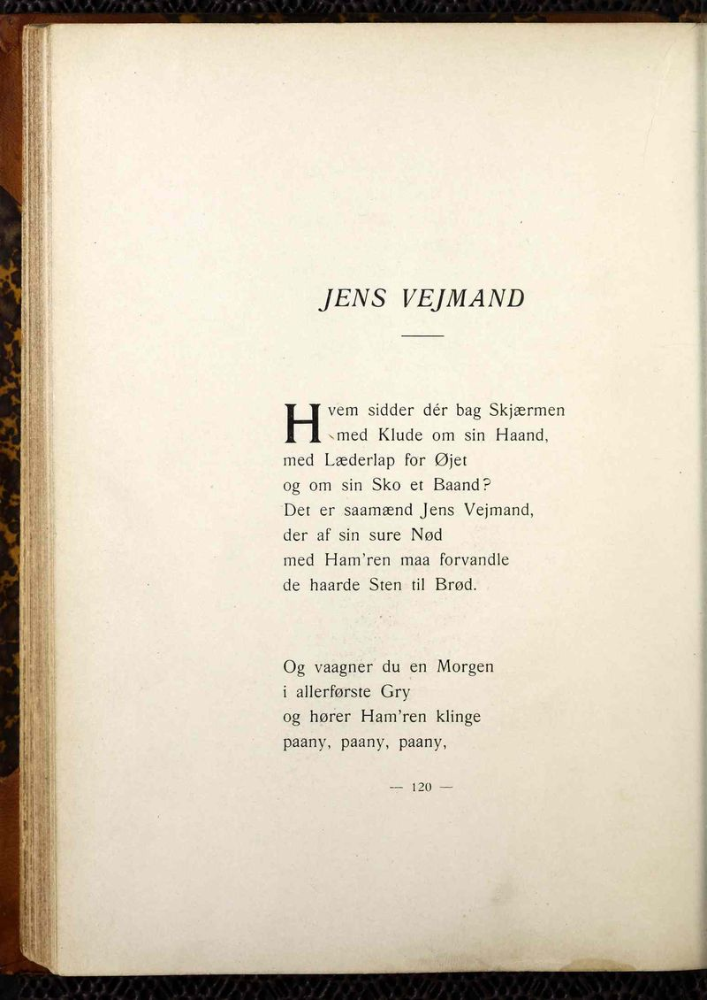 JENS VEJMAND
Hvem sidder dér bag Skjærmen
med Klude om sin Haand,
med Læderlap for Øjet
og om sin Sko et Baand?
Det er saamænd Jens Vejmand,
der af sin sure Nød
med Ham'ren maa forvandle
de haarde Sten til Brød.
Og vaagner du en Morgen
i allerførste Gry
og hører Ham'ren klinge
paany, paany, paany,
— 120 —